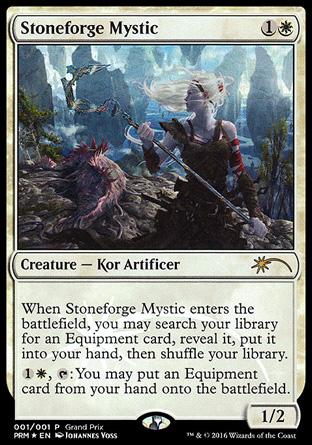 Stoneforge Mystic 1
Creature — Kor Artificer
When Stoneforge Mystic enters the
battlefield, you may search your library
for an Equipment card, reveal it, put it
into your hand, then shuffle your library.
1 , : You may put an Equipment
card from your hand onto the battlefield.
1/2
001/001 P Grand Prix
PRM ★ EN Johannes Voss
™ & © 2016 Wizards of the Coast